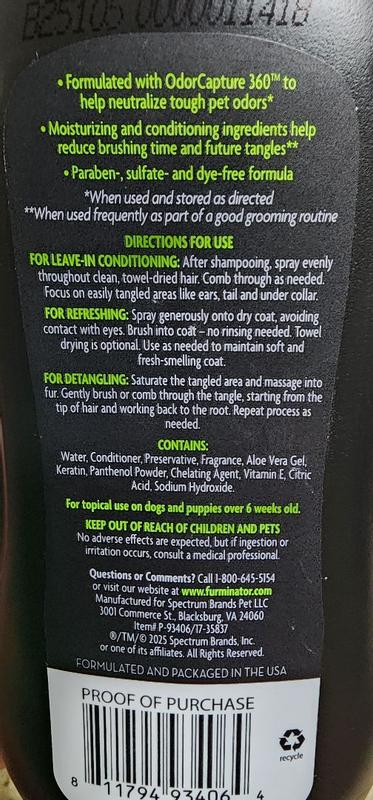 B25105 0000011418
• Formulated with OdorCapture 360™ to
help neutralize tough pet odors*
• Moisturizing and conditioning ingredients help
reduce brushing time and future tangles**
• Paraben-, sulfate- and dye-free formula
*When used and stored as directed
**When used frequently as part of a good grooming routine
DIRECTIONS FOR USE
FOR LEAVE-IN CONDITIONING: After shampooing, spray evenly
throughout clean, towel-dried hair. Comb through as needed.
Focus on easily tangled areas like ears, tail and under collar.
FOR REFRESHING: Spray generously onto dry coat, avoiding
contact with eyes. Brush into coat – no rinsing needed. Towel
drying is optional. Use as needed to maintain soft and
fresh-smelling coat.
FOR DETANGLING: Saturate the tangled area and massage into
fur. Gently brush or comb through the tangle, starting from the
tip of hair and working back to the root. Repeat process as
needed.
CONTAINS:
Water, Conditioner, Preservative, Fragrance, Aloe Vera Gel,
Keratin, Panthenol Powder, Chelating Agent, Vitamin E, Citric
Acid, Sodium Hydroxide.
For topical use on dogs and puppies over 6 weeks old.
KEEP OUT OF REACH OF CHILDREN AND PETS
No adverse effects are expected, but if ingestion or
irritation occurs, consult a medical professional.
Questions or Comments? Call 1-800-645-5154
or visit our website at www.furminator.com
Manufactured for Spectrum Brands Pet LLC
3001 Commerce St., Blacksburg, VA 24060
Item# P-93406/17-35837
®/TM/© 2025 Spectrum Brands, Inc.
or one of its affiliates. All Rights Reserved.
FORMULATED AND PACKAGED IN THE USA
PROOF OF PURCHASE
recycle
8 11794 93406 4